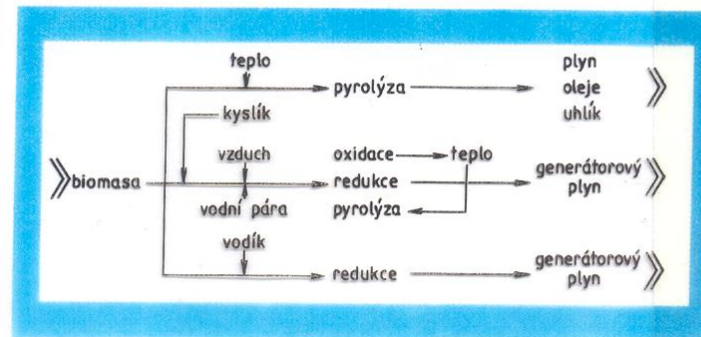 teplo
pyrolýza
plyn
oleje
uhlík
kyslík
vzduch
oxidace
teplo
biomasa
redukce
generátorový
plyn
vodní pára
pyrolýza
vodík
redukce
generátorový
plyn